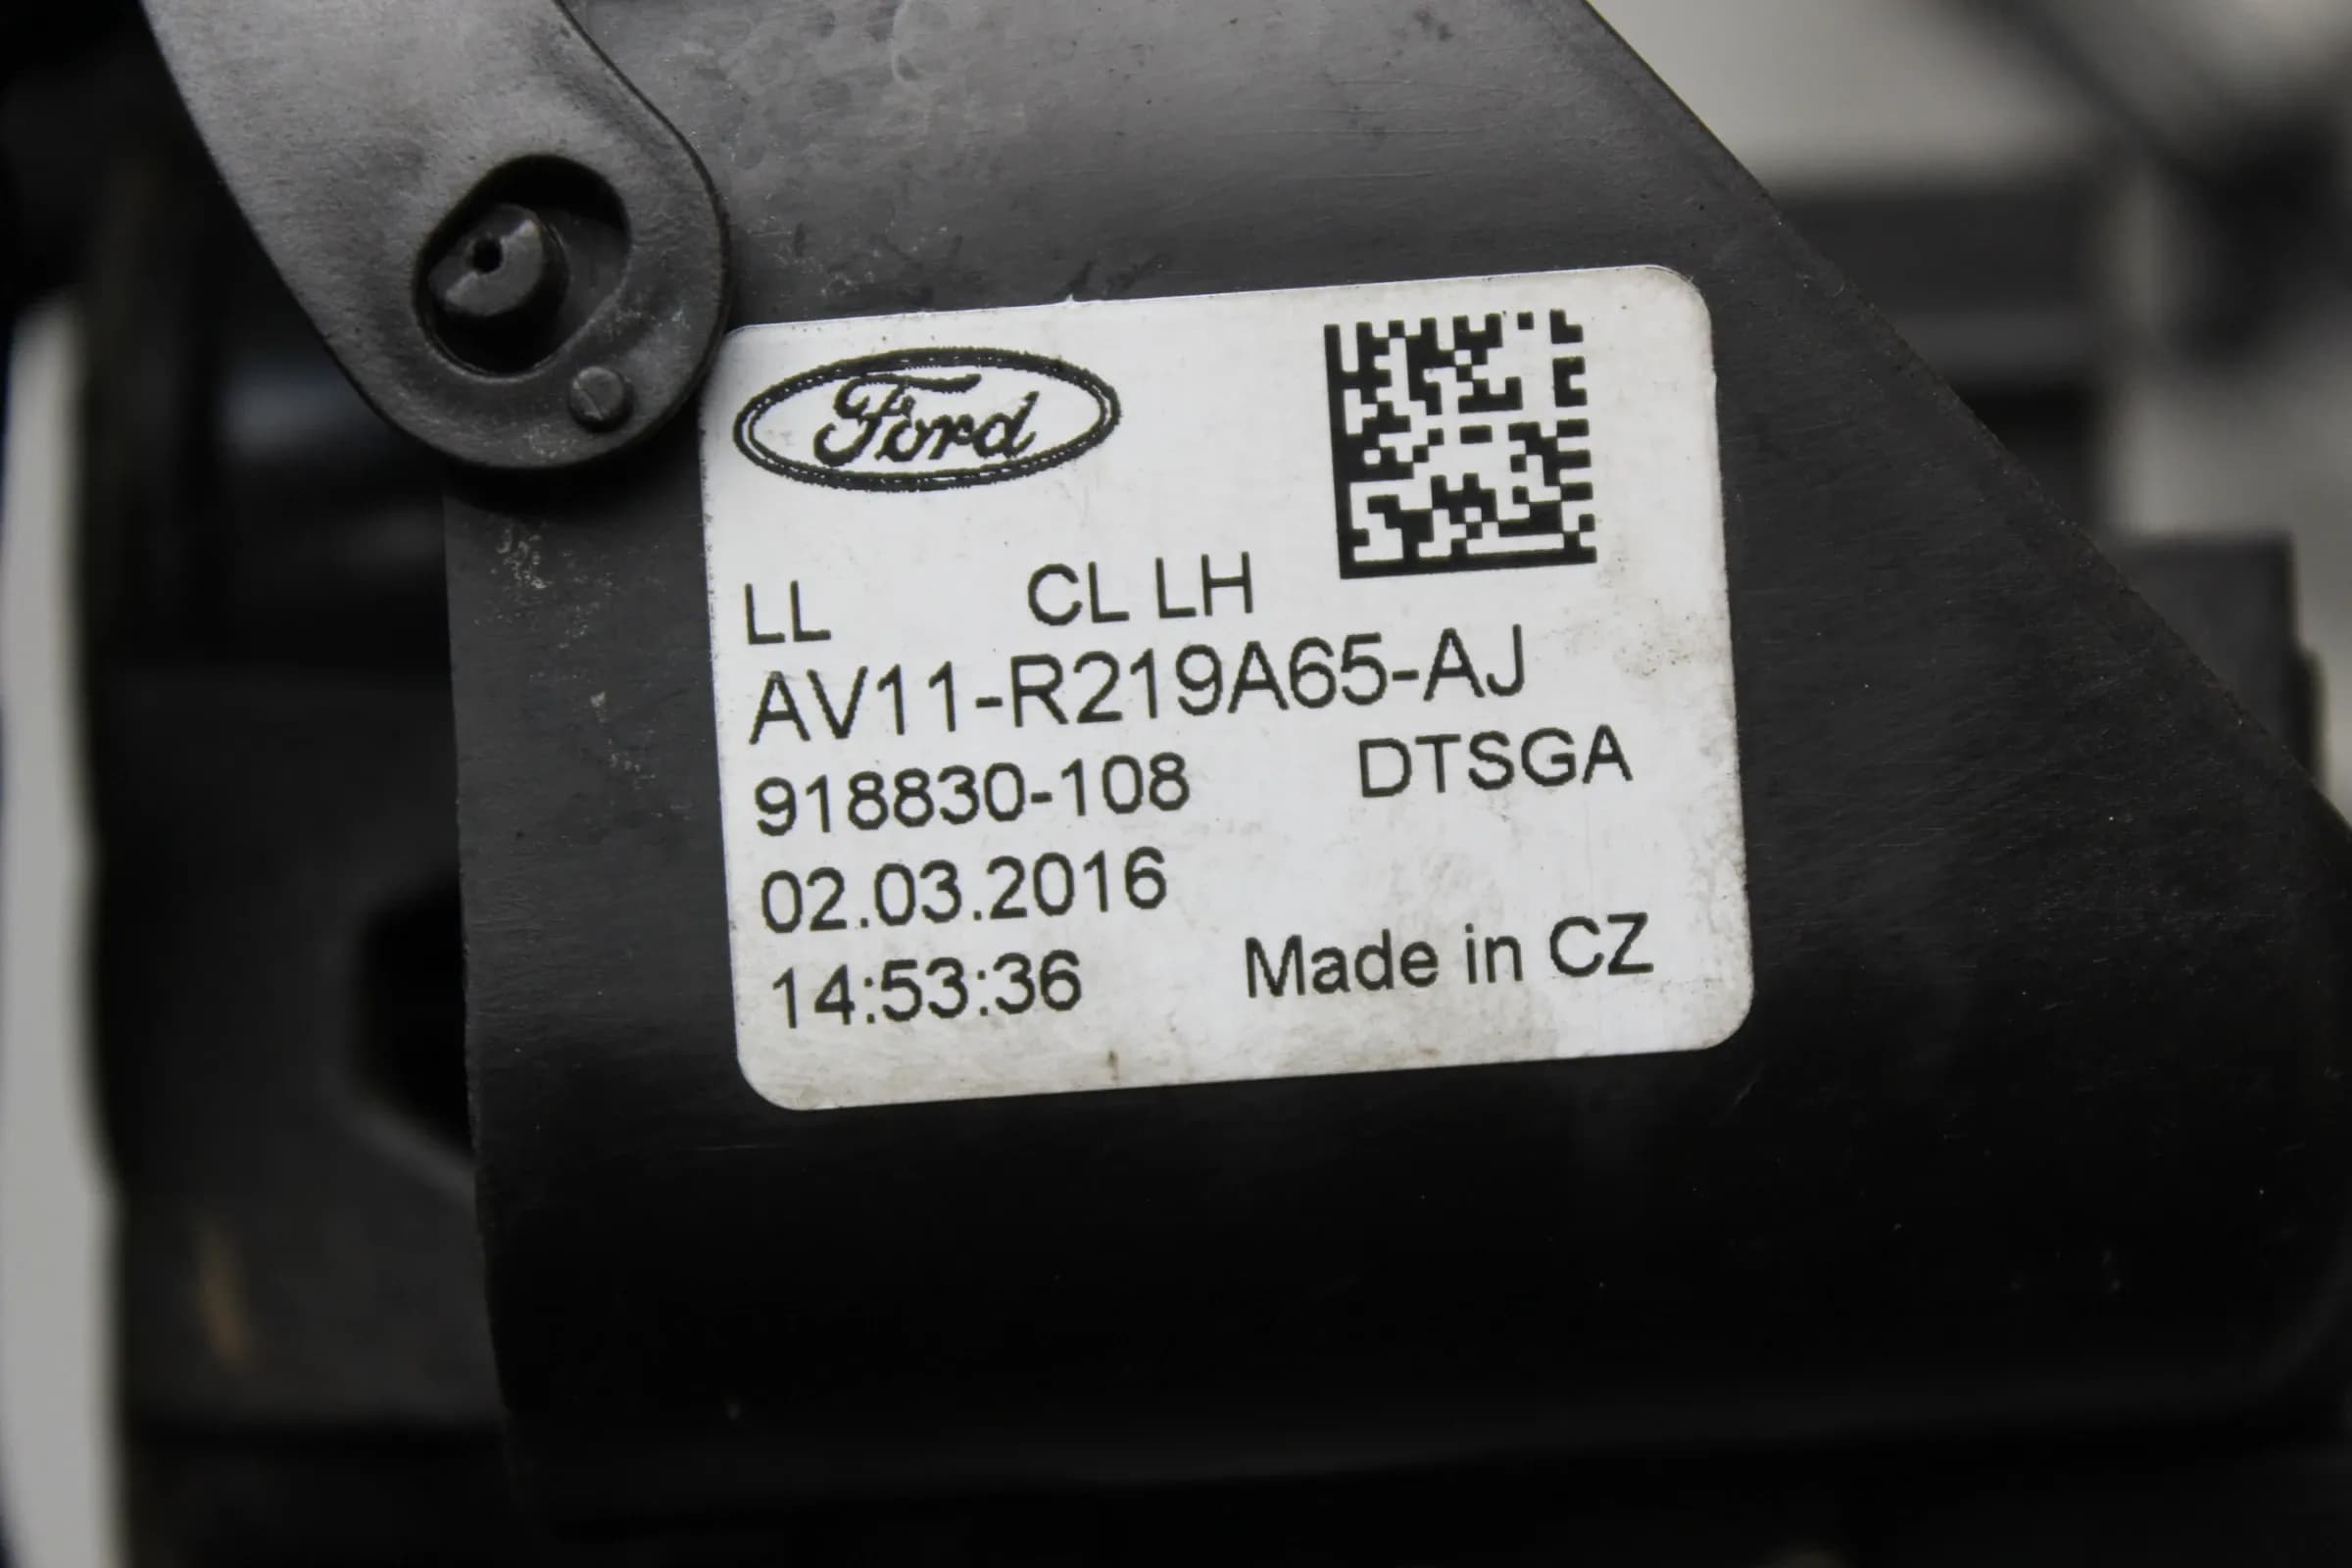 Ford
LL CL LH
AV11-R219A65-AJ
918830-108 DTSGA
02.03.2016
14:53:36 Made in CZ